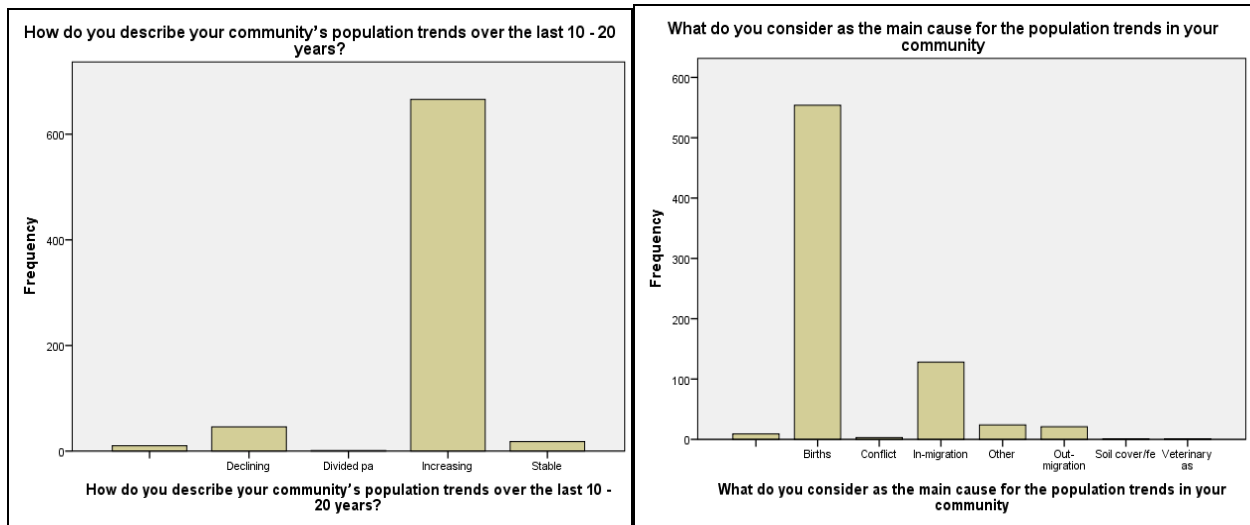 How do you describe your community's population trends over the last 10 - 20
years?
Frequency
600
400
200
0
Declining
Divided pa
Increasing
Stable
How do you describe your community's population trends over the last 10 -
20 years?
What do you consider as the main cause for the population trends in your
community
Frequency
600
500
400
300
200
100
0
Births
Conflict
In-migration
Other
Out-
migration
Soil cover/fe
Veterinary
as
What do you consider as the main cause for the population trends in your
community